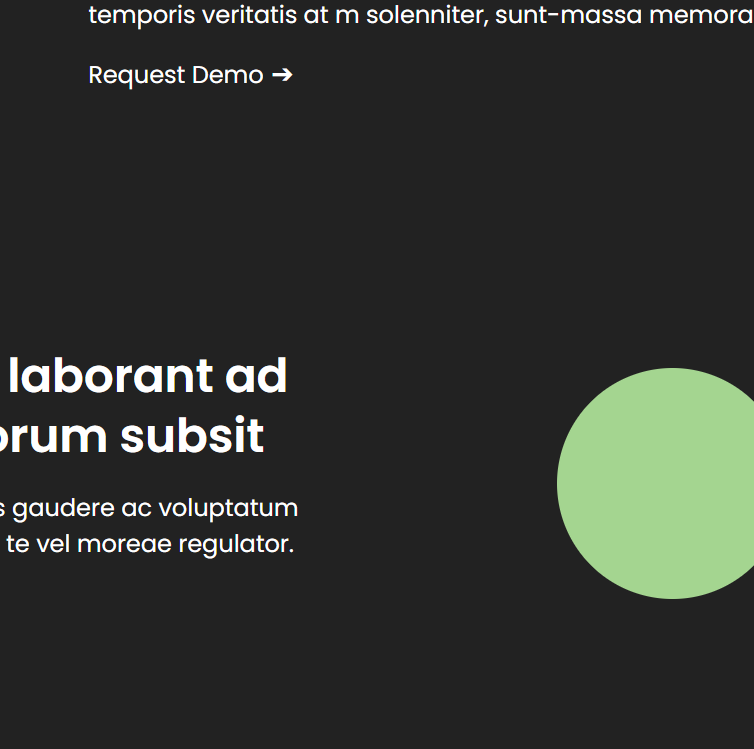 temporis veritatis at m solenniter, sunt-massa memora
Request Demo ➔
laborant ad
orum subsit
s gaudere ac voluptatum
te vel moreae regulator.